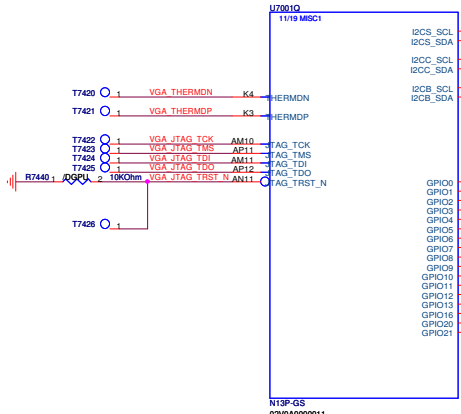 U7001Q
11/19 MISC1
I2CS_SCL
I2CS_SDA
I2CC_SCL
I2CC_SDA
I2CB_SCL
I2CB_SDA
T7420 1 VGA_THERMDN K4 THERMDN
T7421 1 VGA_THERMDP K3 THERMDP
T7422 1 VGA_JTAG_TCK AM10 JTAG_TCK
T7423 1 VGA_JTAG_TMS AP11 JTAG_TMS
T7424 1 VGA_JTAG_TDI AM11 JTAG_TDI
T7425 1 VGA_JTAG_TDO AP12 JTAG_TDO
R7440 1 /DGPU 2 10KOhm VGA_JTAG_TRST_N AN11 JTAG_TRST_N
T7426 1
GPIO0
GPIO1
GPIO2
GPIO3
GPIO4
GPIO5
GPIO6
GPIO7
GPIO8
GPIO9
GPIO10
GPIO11
GPIO12
GPIO13
GPIO16
GPIO20
GPIO21
N13P-GS